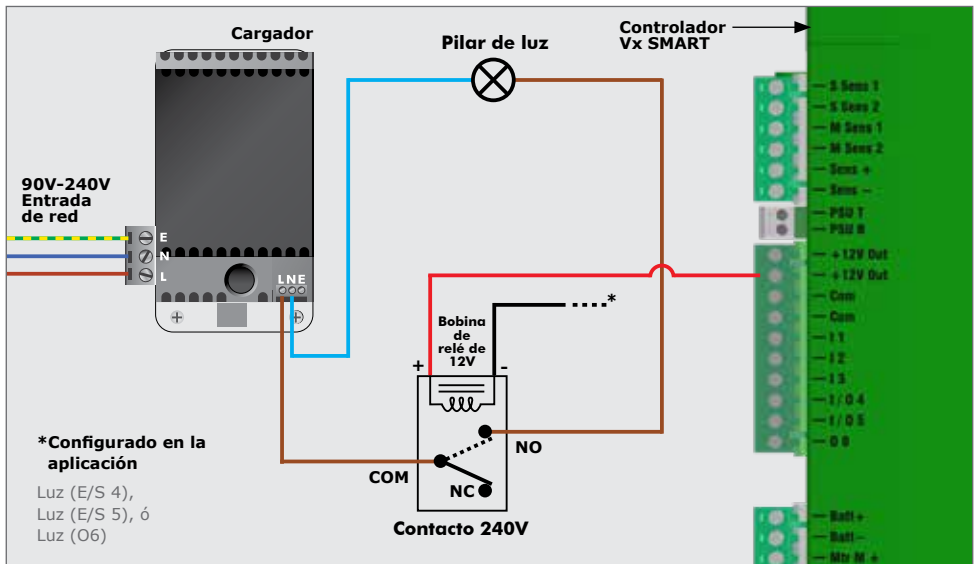 Cargador
Pilar de luz
Controlador
Vx SMART
90V-240V
Entrada
de red
E
N
L
L N E
S Sens 1
S Sens 2
M Sens 1
M Sens 2
Sens +
Sens –
PSU T
PSU R
+12V Out
+12V Out
Com
Com
I 1
I 2
I 3
I / O 4
I / O 5
O 6
Batt+
Batt–
Mtr M +
*
Bobina
de
relé de
12V
+
-
NO
COM
NC
Contacto 240V
*Configurado en la
aplicación
Luz (E/S 4),
Luz (E/S 5), ó
Luz (O6)